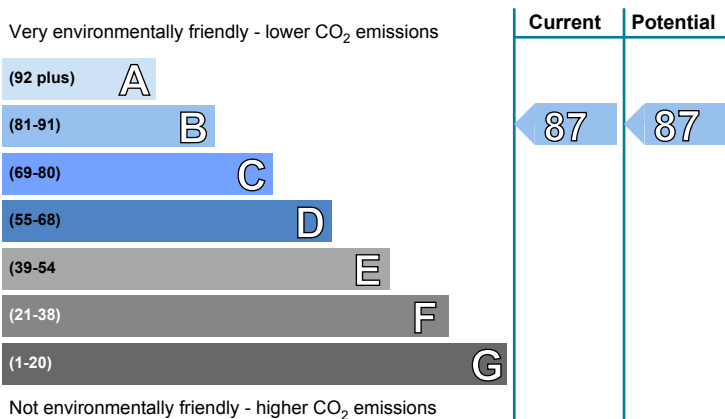 Very environmentally friendly - lower CO₂ emissions
Current Potential
(92 plus) A
(81-91) B
87 87
(69-80) C
(55-68) D
(39-54 E
(21-38) F
(1-20) G
Not environmentally friendly - higher CO₂ emissions